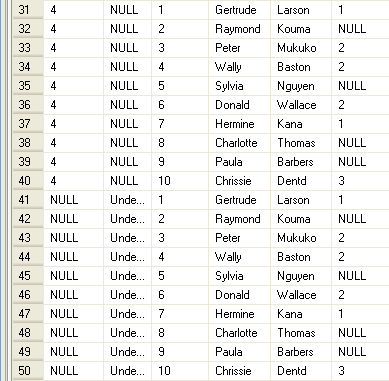 31 4 NULL 1 Gertrude Larson 1
32 4 NULL 2 Raymond Kouma NULL
33 4 NULL 3 Peter Mukuko 2
34 4 NULL 4 Wally Baston 2
35 4 NULL 5 Sylvia Nguyen NULL
36 4 NULL 6 Donald Wallace 2
37 4 NULL 7 Hermine Kana 1
38 4 NULL 8 Charlotte Thomas NULL
39 4 NULL 9 Paula Barbers NULL
40 4 NULL 10 Chrissie Dentd 3
41 NULL Unde... 1 Gertrude Larson 1
42 NULL Unde... 2 Raymond Kouma NULL
43 NULL Unde... 3 Peter Mukuko 2
44 NULL Unde... 4 Wally Baston 2
45 NULL Unde... 5 Sylvia Nguyen NULL
46 NULL Unde... 6 Donald Wallace 2
47 NULL Unde... 7 Hermine Kana 1
48 NULL Unde... 8 Charlotte Thomas NULL
49 NULL Unde... 9 Paula Barbers NULL
50 NULL Unde... 10 Chrissie Dentd 3